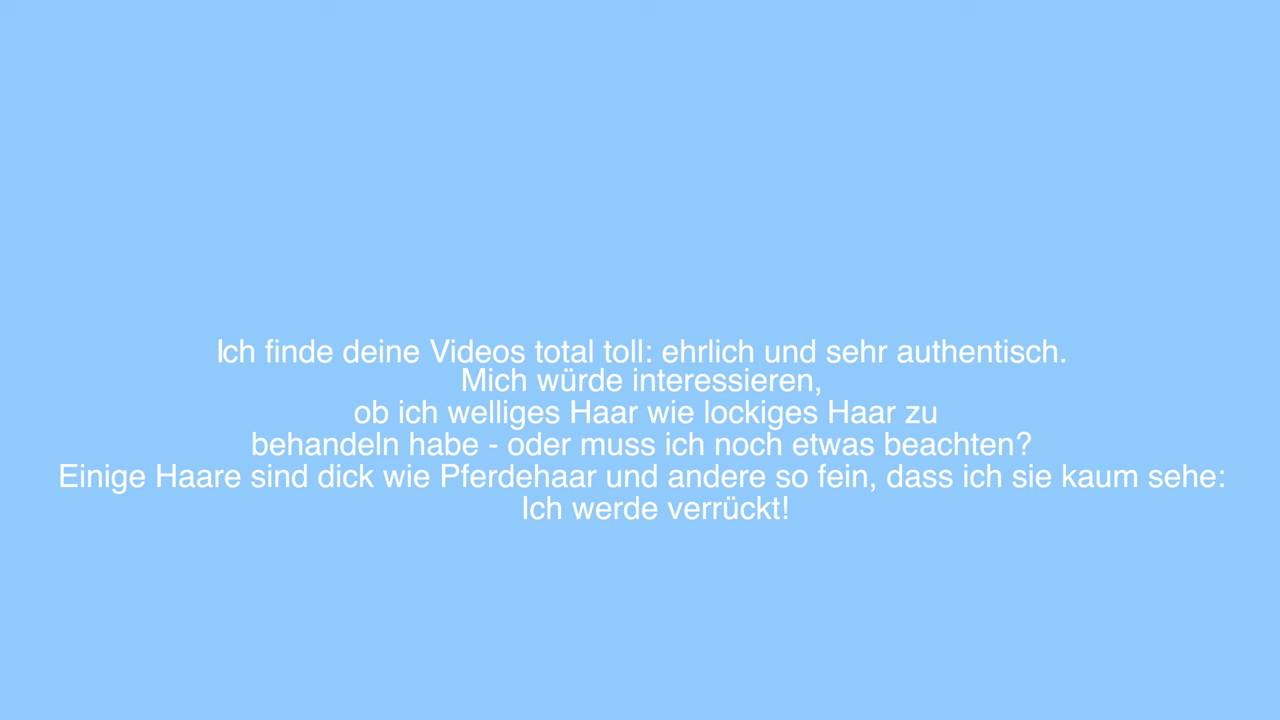 Ich finde deine Videos total toll: ehrlich und sehr authentisch.
Mich würde interessieren,
ob ich welliges Haar wie lockiges Haar zu
behandeln habe - oder muss ich noch etwas beachten?
Einige Haare sind dick wie Pferdehaar und andere so fein, dass ich sie kaum sehe:
Ich werde verrückt!